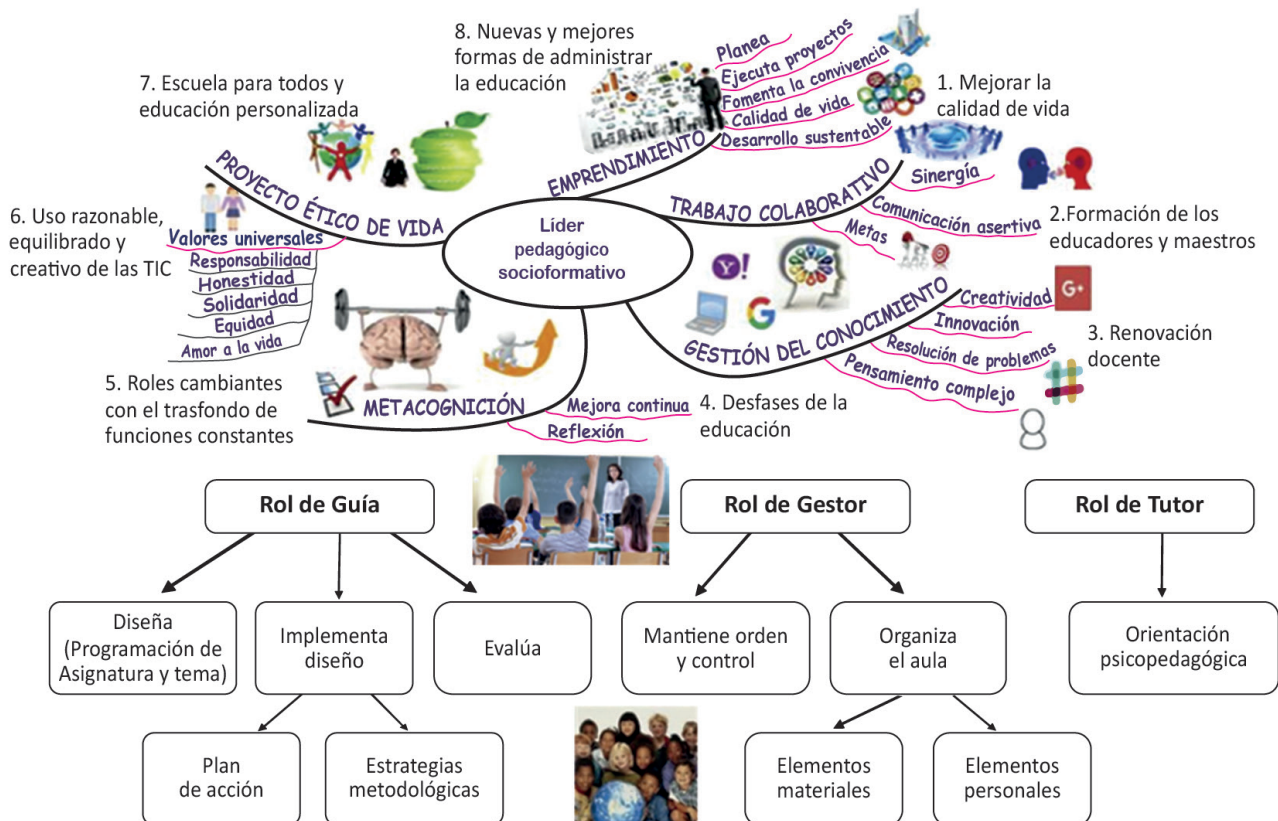 8. Nuevas y mejores
formas de administrar
la educación
Planea
Ejecuta proyectos
Fomenta la convivencia
Calidad de vida
Desarrollo sustentable
EMPRENDIMIENTO
7. Escuela para todos y
educación personalizada
1. Mejorar la
calidad de vida
PROYECTO ÉTICO DE VIDA
Líder
pedagógico
socioformativo
TRABAJO COLABORATIVO
Sinergía
Comunicación asertiva
Metas
2.Formación de los
educadores y maestros
6. Uso razonable,
equilibrado y
creativo de las TIC
Valores universales
Responsabilidad
Honestidad
Solidaridad
Equidad
Amor a la vida
Y!
G
G+
GESTIÓN DEL CONOCIMIENTO
Creatividad
Innovación
Resolución de problemas
Pensamiento complejo
3. Renovación
docente
5. Roles cambiantes
con el trasfondo de
funciones constantes
METACOGNICIÓN
Mejora continua
Reflexión
4. Desfases de la
educación
Rol de Guía
Rol de Gestor
Rol de Tutor
Diseña
(Programación de
Asignatura y tema)
Implementa
diseño
Evalúa
Mantiene orden
y control
Organiza
el aula
Orientación
psicopedagógica
Plan
de acción
Estrategias
metodológicas
Elementos
materiales
Elementos
personales